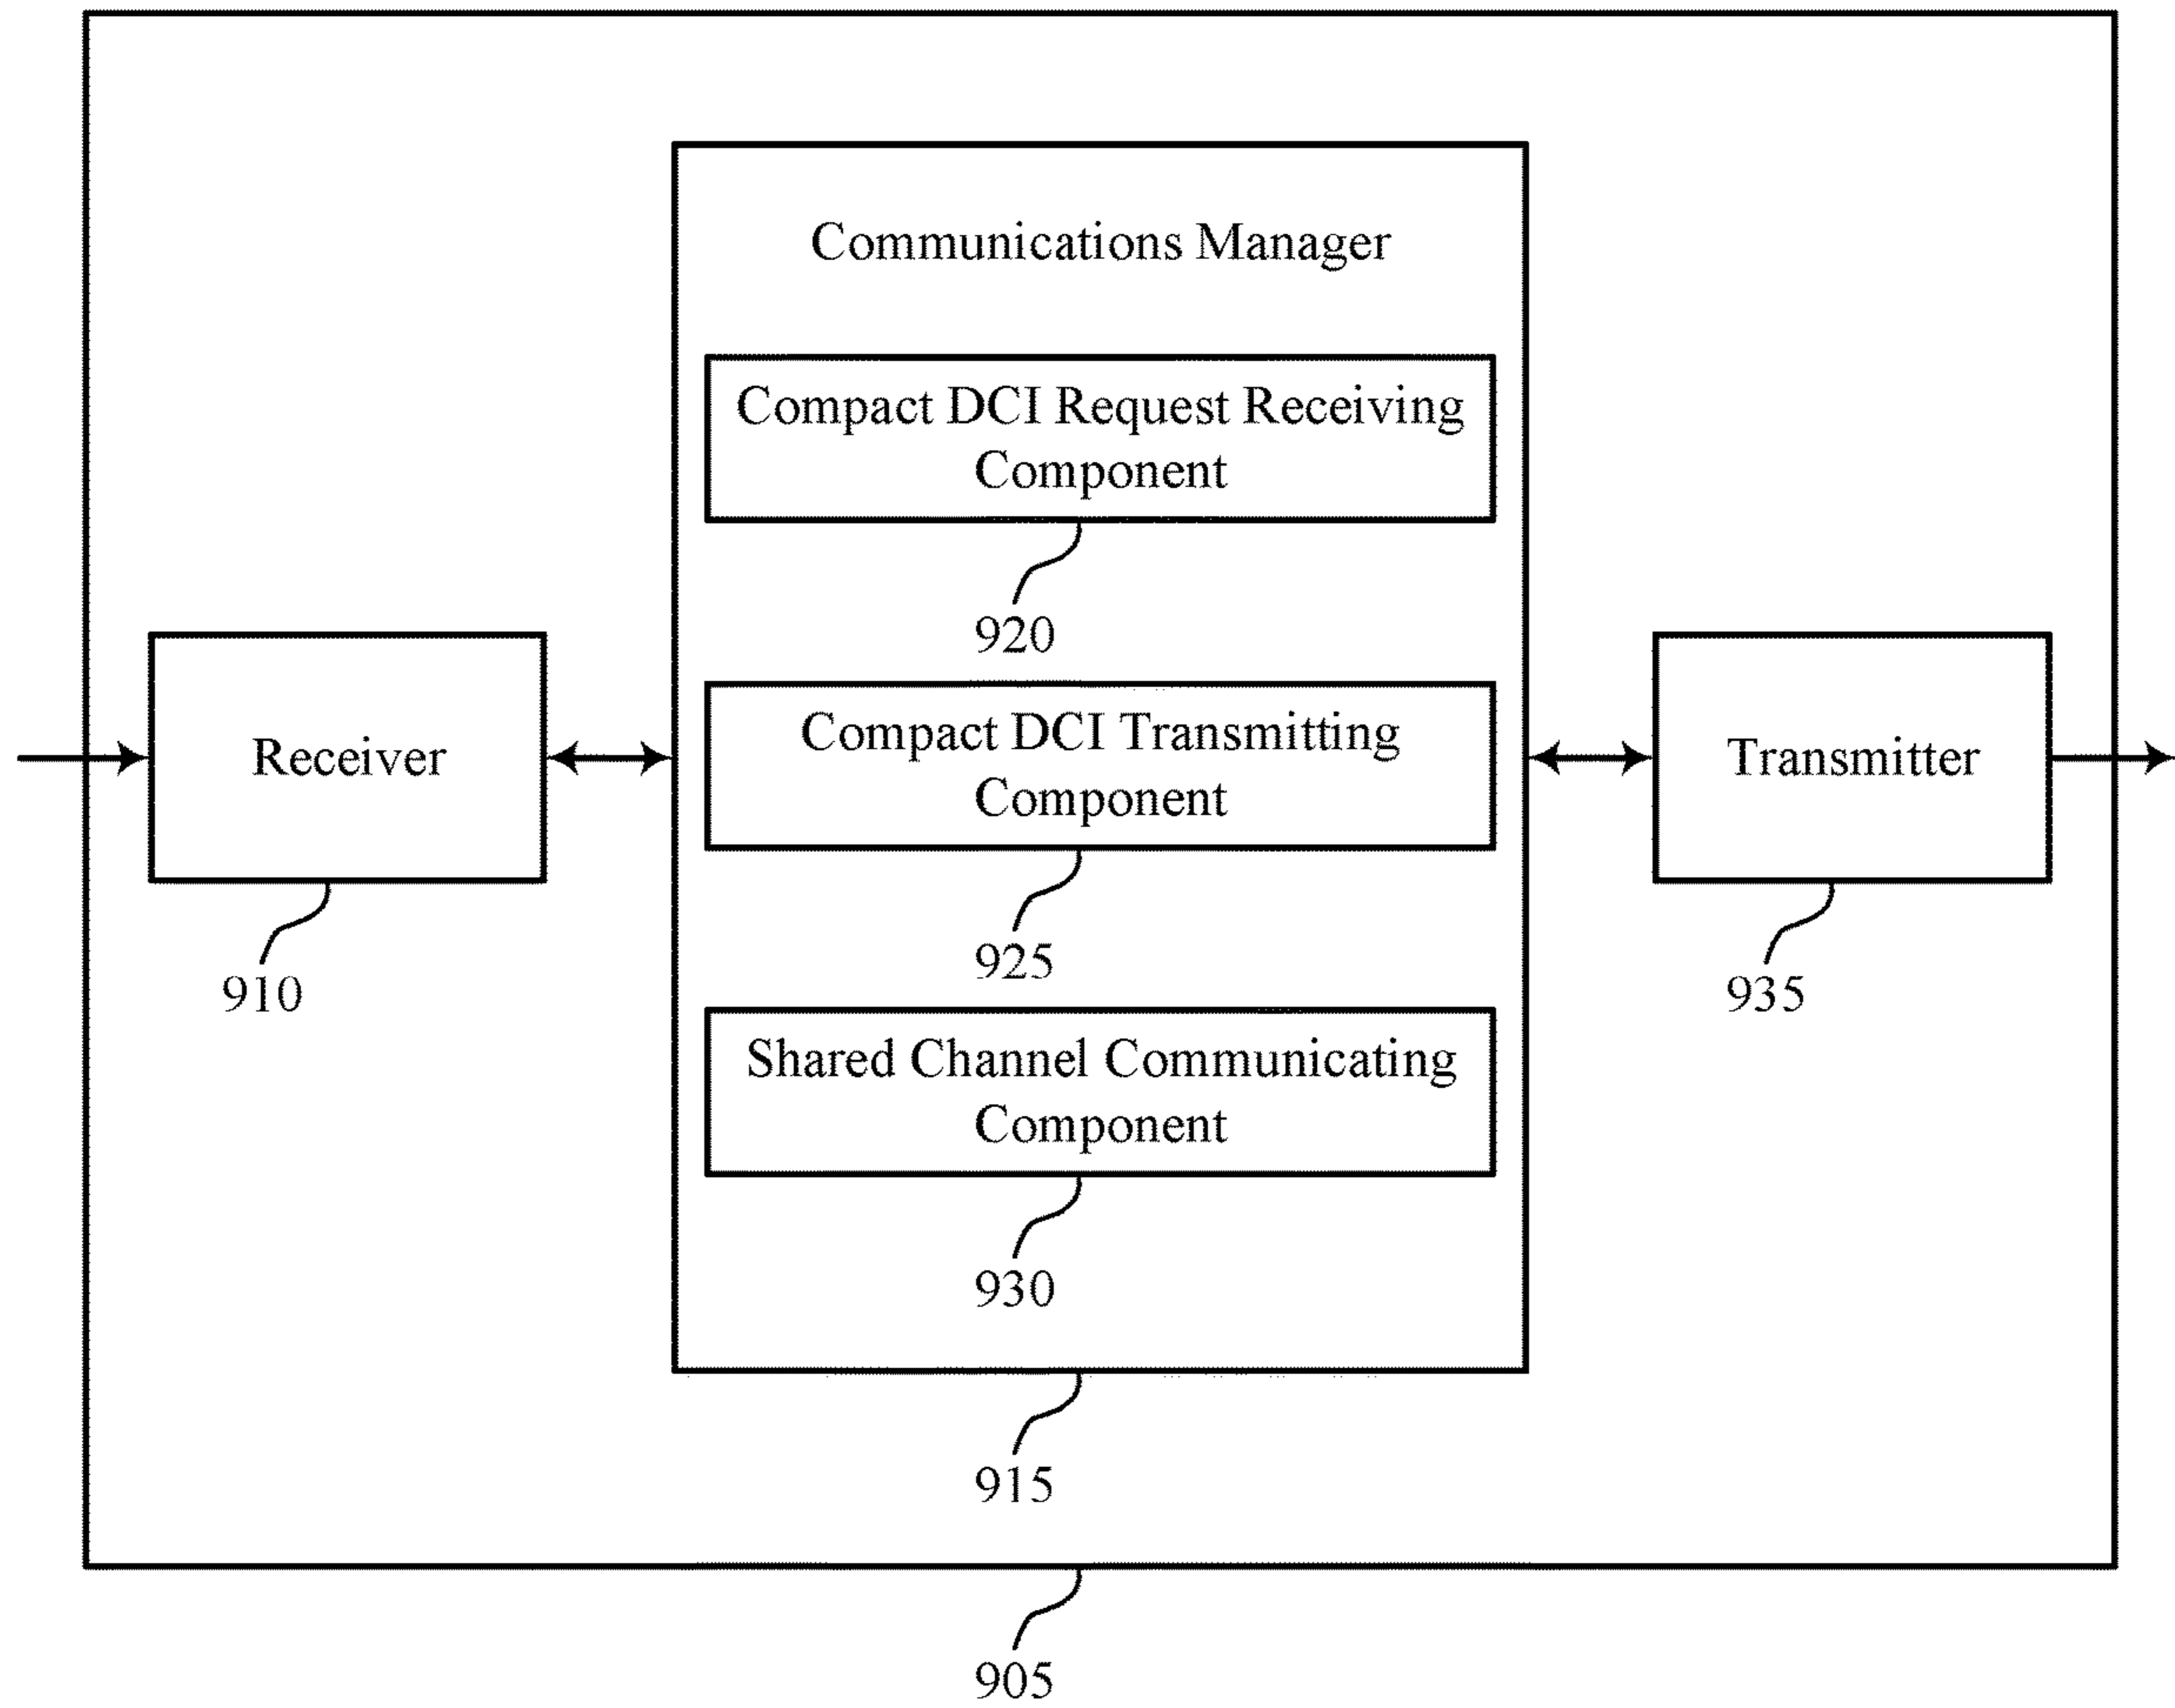 Communications Manager
Compact DCI Request Receiving
Component
920
Receiver
910
Compact DCI Transmitting
Component
925
Transmitter
935
Shared Channel Communicating
Component
930
915
905